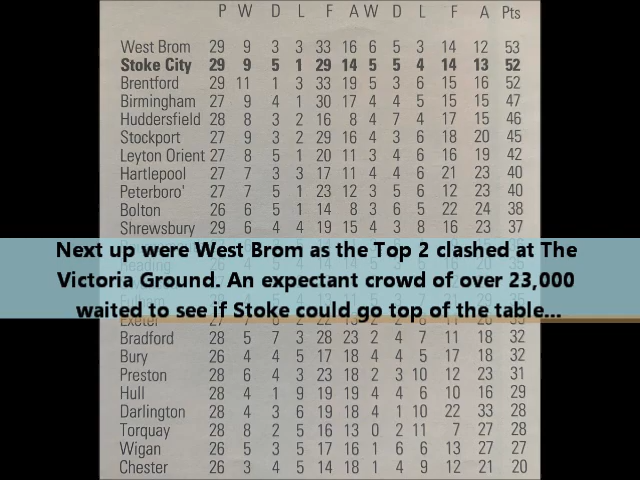 P W D L F A W D L F A Pts
West Brom 29 9 3 3 33 16 6 5 3 14 12 53
Stoke City 29 9 5 1 29 14 5 5 4 14 13 52
Brentford 29 11 1 3 33 19 5 3 6 15 16 52
Birmingham 27 9 4 1 30 17 4 4 5 15 15 47
Huddersfield 28 8 3 2 16 8 4 7 4 17 15 46
Stockport 27 9 3 2 29 16 4 3 6 18 20 45
Leyton Orient 27 8 5 1 20 11 3 4 6 16 19 42
Hartlepool 27 7 3 3 17 11 4 4 6 21 23 40
Peterboro' 27 7 5 1 23 12 3 5 6 12 23 40
Bolton 26 6 5 1 14 8 3 6 5 22 24 38
Shrewsbury 29 6 4 4 19 15 4 3 8 16 23 37
Next up were West Brom as the Top 2 clashed at The
Victoria Ground. An expectant crowd of over 23,000
waited to see if Stoke could go top of the table...
Exeter
Bradford 28 5 7 3 28 23 2 4 7 11 18 32
Bury 26 4 4 5 17 18 4 4 5 17 18 32
Preston 28 6 4 3 23 18 2 3 10 12 23 31
Hull 28 4 1 9 19 19 4 4 6 10 16 29
Darlington 28 4 3 6 19 18 4 1 10 22 33 28
Torquay 28 8 2 5 16 13 0 2 11 7 27 28
Wigan 26 5 3 5 17 16 1 6 6 13 27 27
Chester 26 3 4 5 14 18 1 4 9 12 21 20